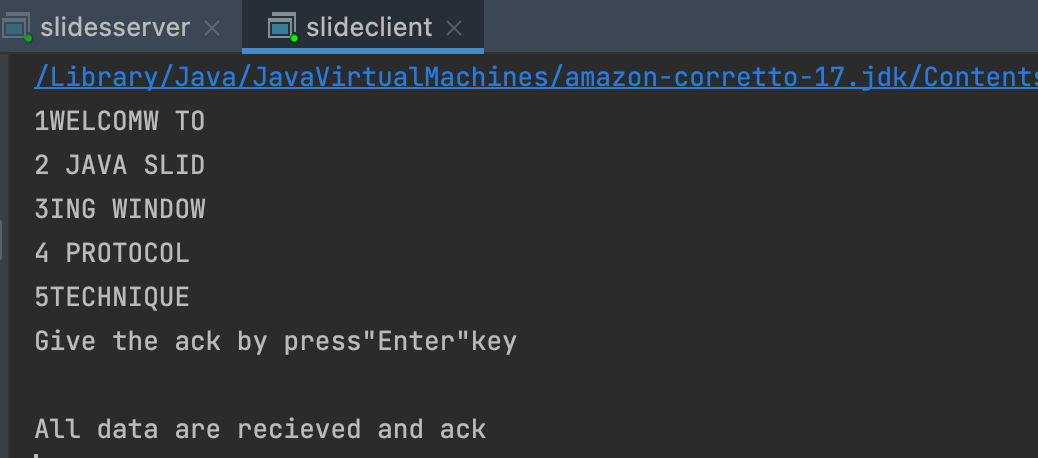 slidesserver slideclient
/Library/Java/JavaVirtualMachines/amazon-corretto-17.jdk/Contents
1WELCOMW TO
2 JAVA SLID
3ING WINDOW
4 PROTOCOL
5TECHNIQUE
Give the ack by press"Enter"key
All data are recieved and ack